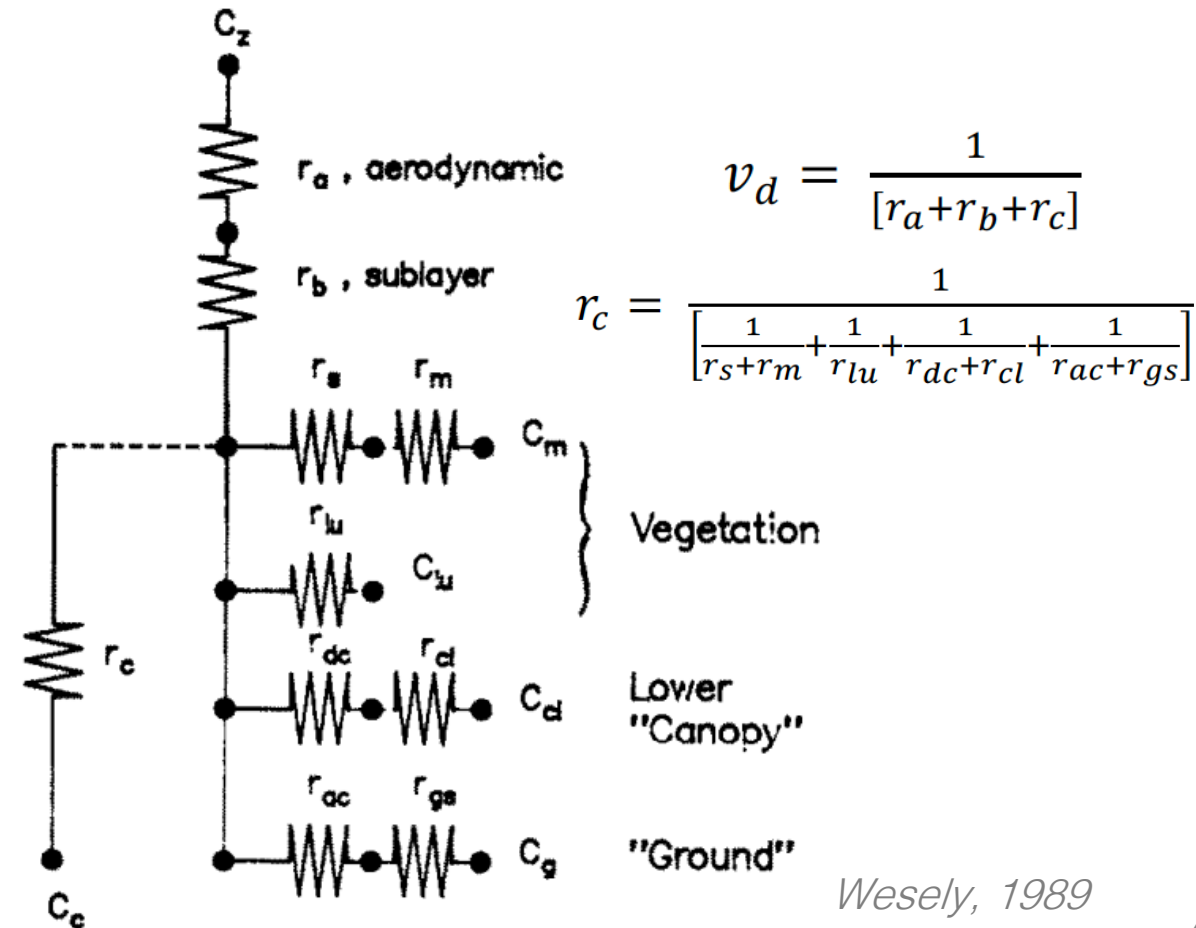 C_z
r_a , aerodynamic
v_d = 1 / [r_a+r_b+r_c]
r_b , sublayer
r_c = 1 / [1/(r_s+r_m) + 1/r_lu + 1/(r_dc+r_cl) + 1/(r_ac+r_gs)]
r_s r_m
C_m
Vegetation
r_lu
C_lu
r_c
r_dc r_cl
C_cl
Lower
"Canopy"
r_ac r_gs
C_g
"Ground"
C_c
Wesely, 1989